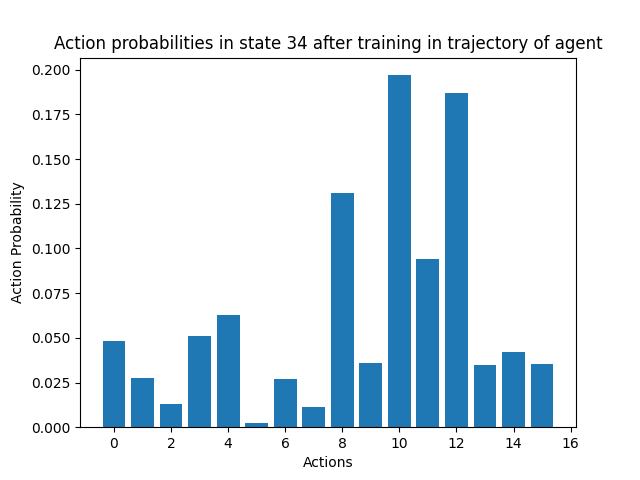 Action probabilities in state 34 after training in trajectory of agent
0.200
0.175
0.150
0.125
0.100
0.075
0.050
0.025
0.000
Action Probability
0 2 4 6 8 10 12 14 16
Actions